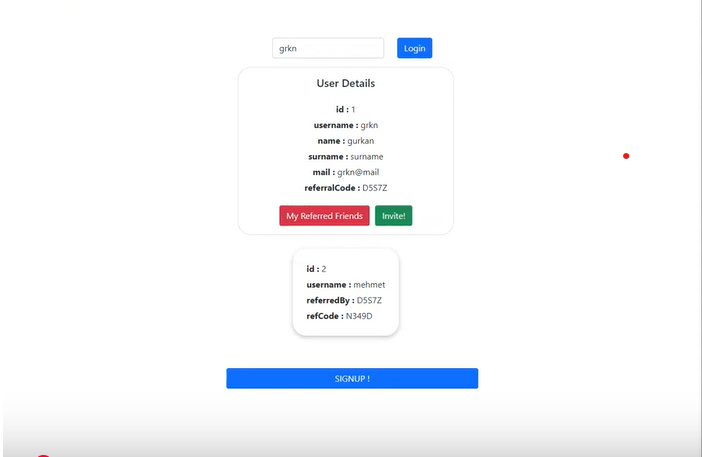 grkn
Login
User Details
id : 1
username : grkn
name : gurkan
surname : surname
mail : grkn@mail
referralCode : D5S7Z
My Referred Friends
Invite!
id : 2
username : mehmet
referredBy : D5S7Z
refCode : N349D
SIGNUP !